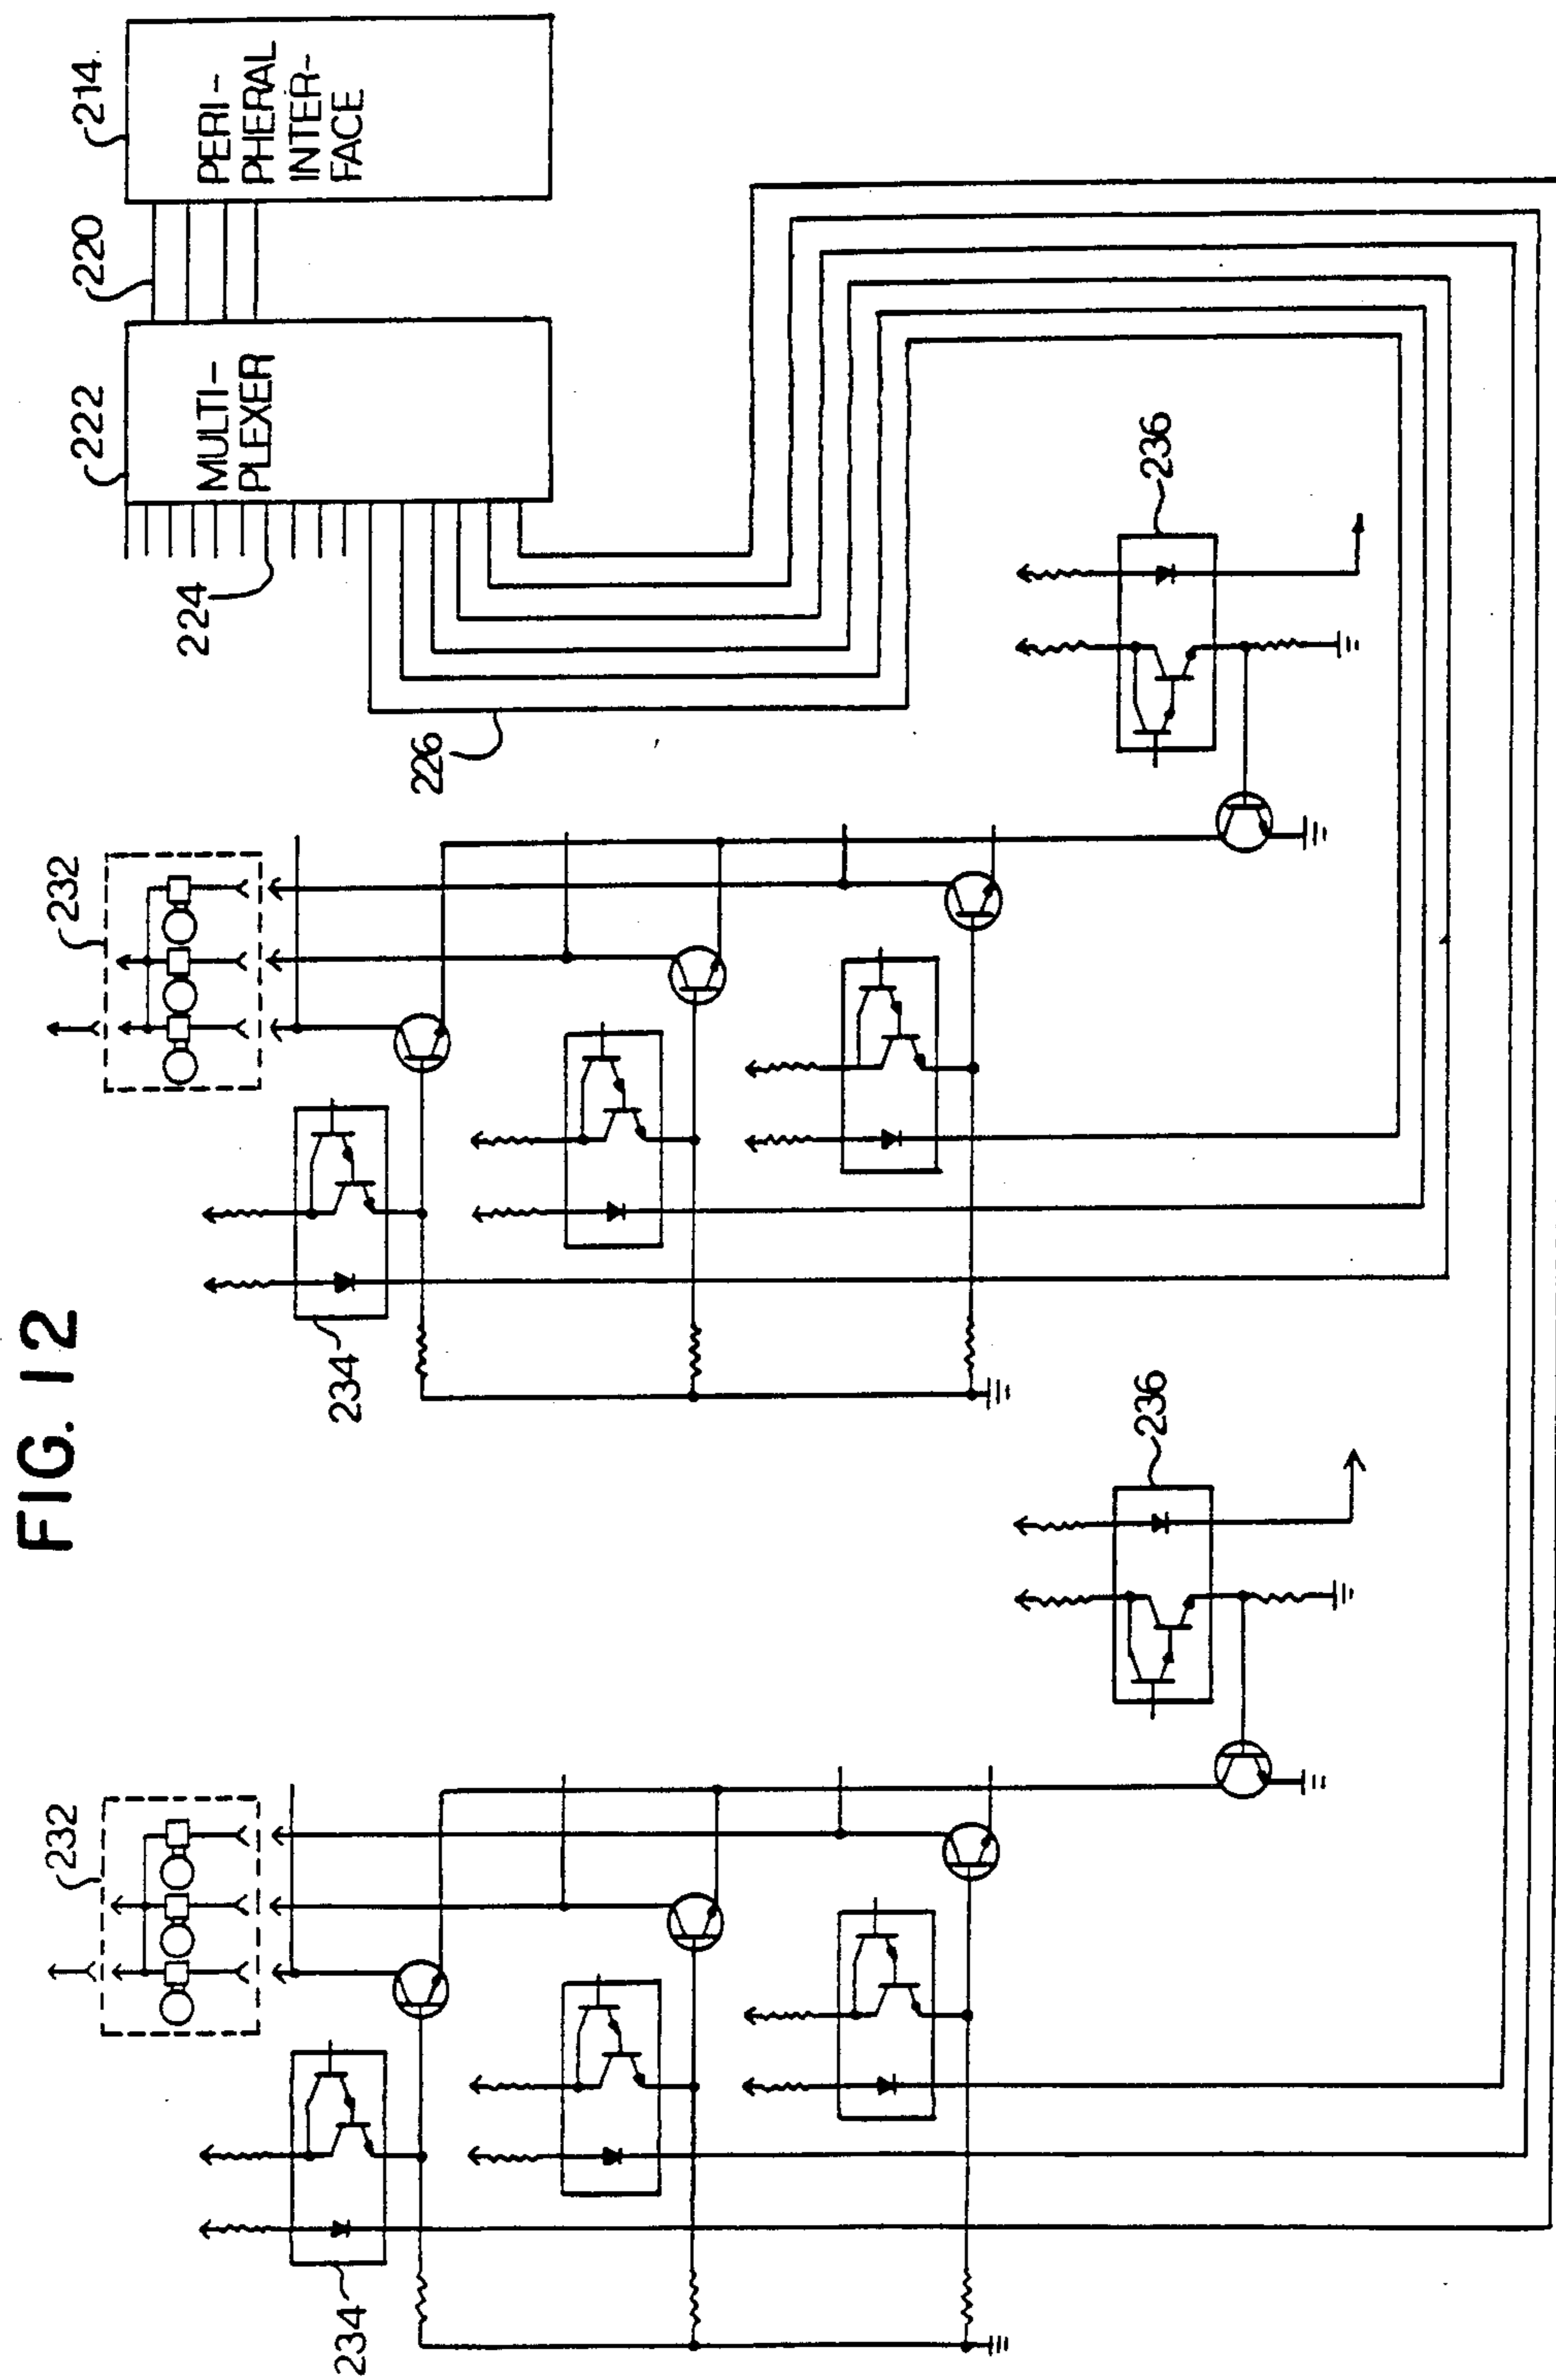 FIG. 12
232
232
222
220
214
MULTI-
PLEXER
PERI-
PHERAL
INTER-
FACE
224
234
234
226
236
236